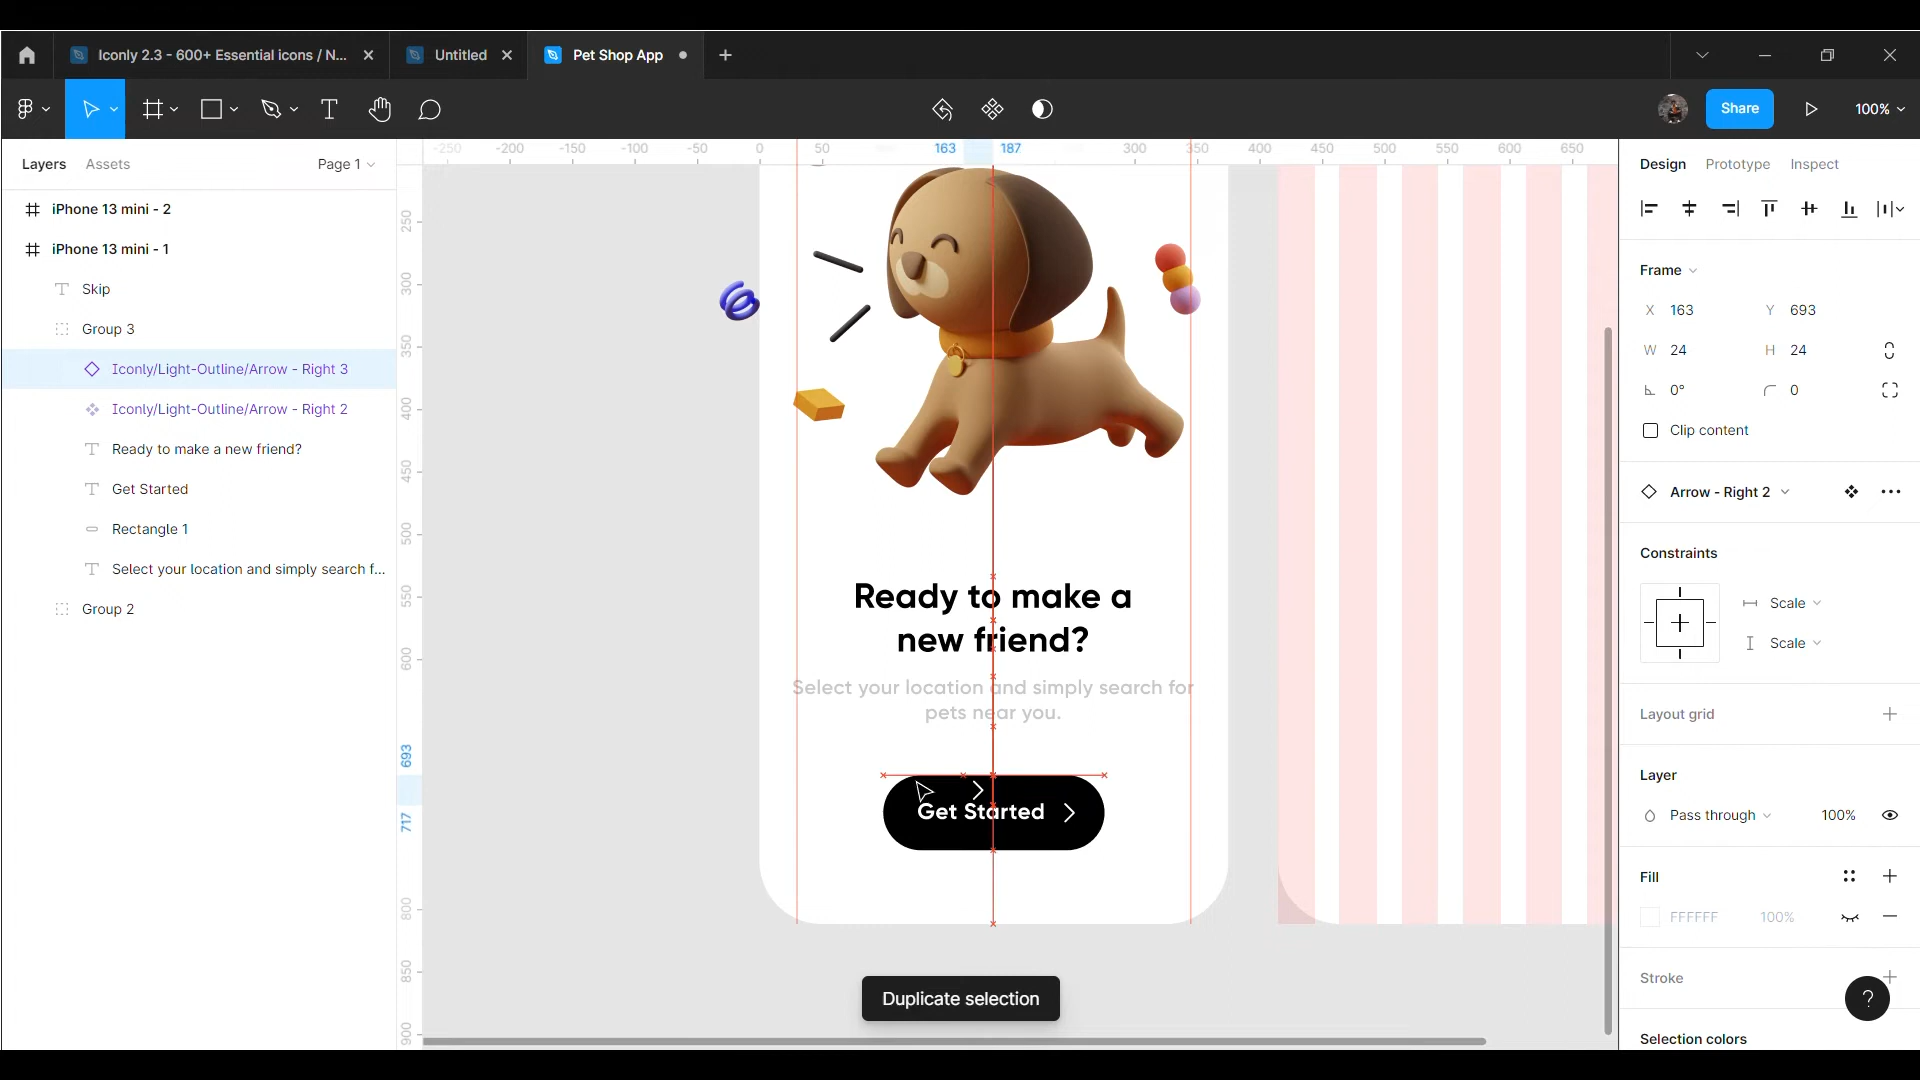 Iconly 2.3 - 600+ Essential icons / N...
Untitled
Pet Shop App
Share
100%
Layers
Assets
Page 1
-250
-200
-150
-100
-50
0
50
163
187
300
350
400
450
500
550
600
650
Design
Prototype
Inspect
iPhone 13 mini - 2
iPhone 13 mini - 1
Skip
Group 3
Iconly/Light-Outline/Arrow - Right 3
Iconly/Light-Outline/Arrow - Right 2
Ready to make a new friend?
Get Started
Rectangle 1
Select your location and simply search f...
Group 2
250
300
350
400
450
500
550
600
693
717
800
850
900
Ready to make a
new friend?
Select your location and simply search for
pets near you.
Get Started
Duplicate selection
Frame
X 163
Y 693
W 24
H 24
0°
0
Clip content
Arrow - Right 2
Constraints
Scale
Scale
Layout grid
Layer
Pass through
100%
Fill
FFFFFF
100%
Stroke
?
Selection colors